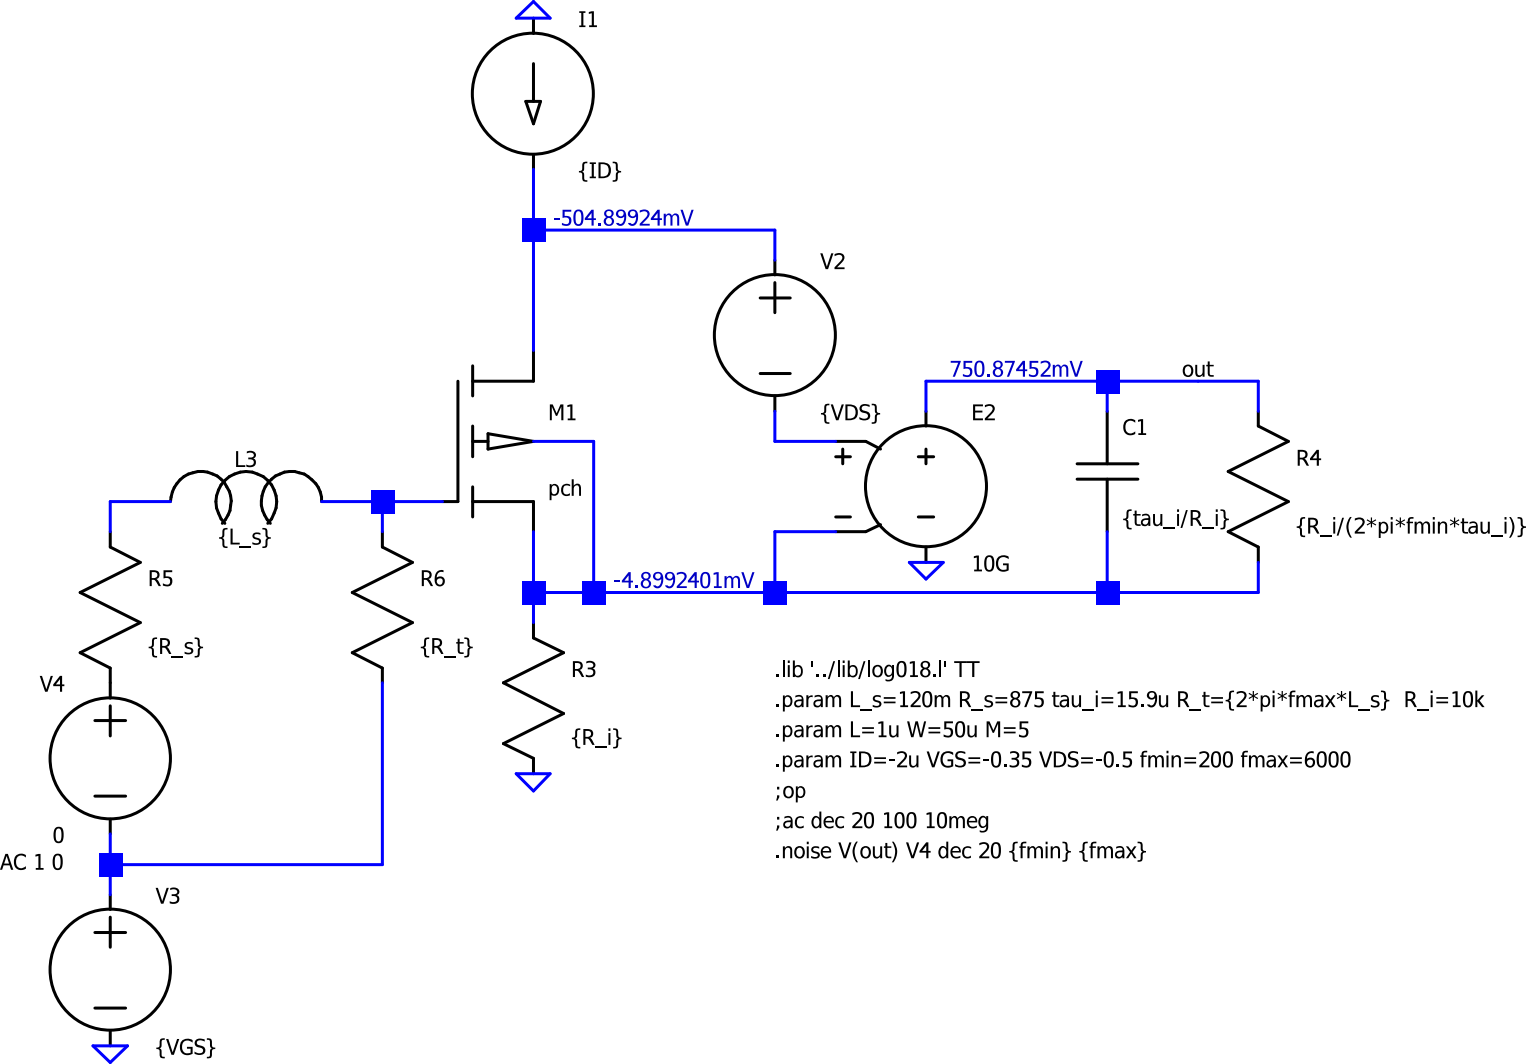 I1
{ID}
-504.89924mV
V2
{VDS}
750.87452mV
out
E2
10G
C1
{tau_i/R_i}
R4
{R_i/(2*pi*fmin*tau_i)}
M1
pch
L3
{L_s}
R5
{R_s}
R6
{R_t}
-4.8992401mV
R3
{R_i}
V4
0
AC 1 0
V3
{VGS}
.lib '../lib/log018.l' TT
.param L_s=120m R_s=875 tau_i=15.9u R_t={2*pi*fmax*L_s} R_i=10k
.param L=1u W=50u M=5
.param ID=-2u VGS=-0.35 VDS=-0.5 fmin=200 fmax=6000
;op
;ac dec 20 100 10meg
.noise V(out) V4 dec 20 {fmin} {fmax}